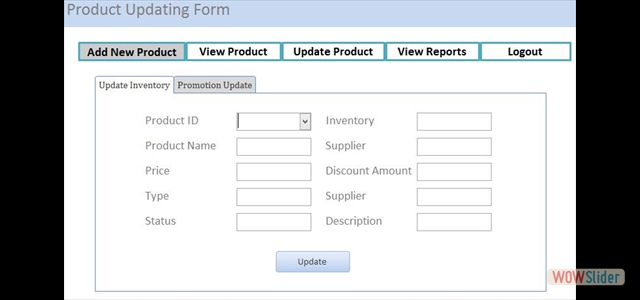 Product Updating Form
Add New Product View Product Update Product View Reports Logout
Update Inventory Promotion Update
Product ID Inventory
Product Name Supplier
Price Discount Amount
Type Supplier
Status Description
Update
WOWSlider